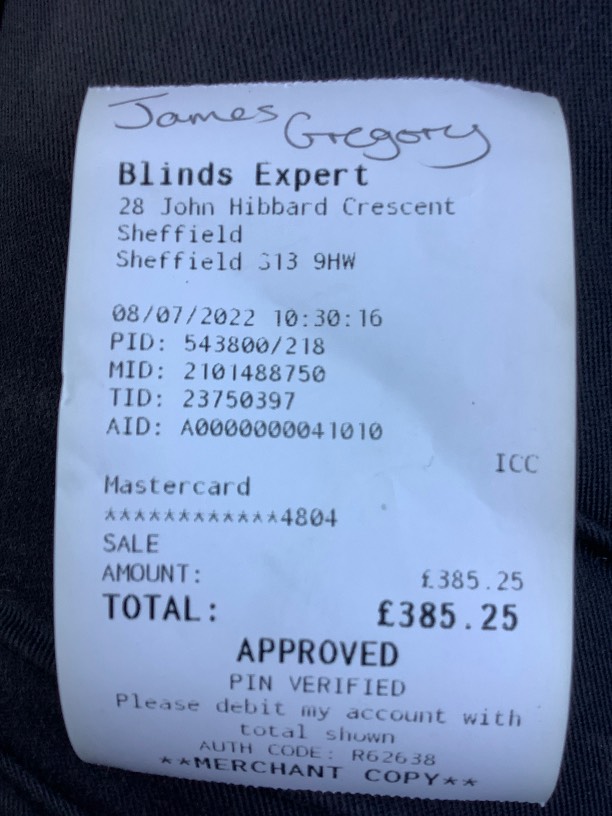 James Gregory
Blinds Expert
28 John Hibbard Crescent
Sheffield
Sheffield S13 9HW
08/07/2022 10:30:16
PID: 543800/218
MID: 2101488750
TID: 23750397
AID: A0000000041010
ICC
Mastercard
************4804
SALE
AMOUNT: £385.25
TOTAL: £385.25
APPROVED
PIN VERIFIED
Please debit my account with
total shown
AUTH CODE: R62638
**MERCHANT COPY**